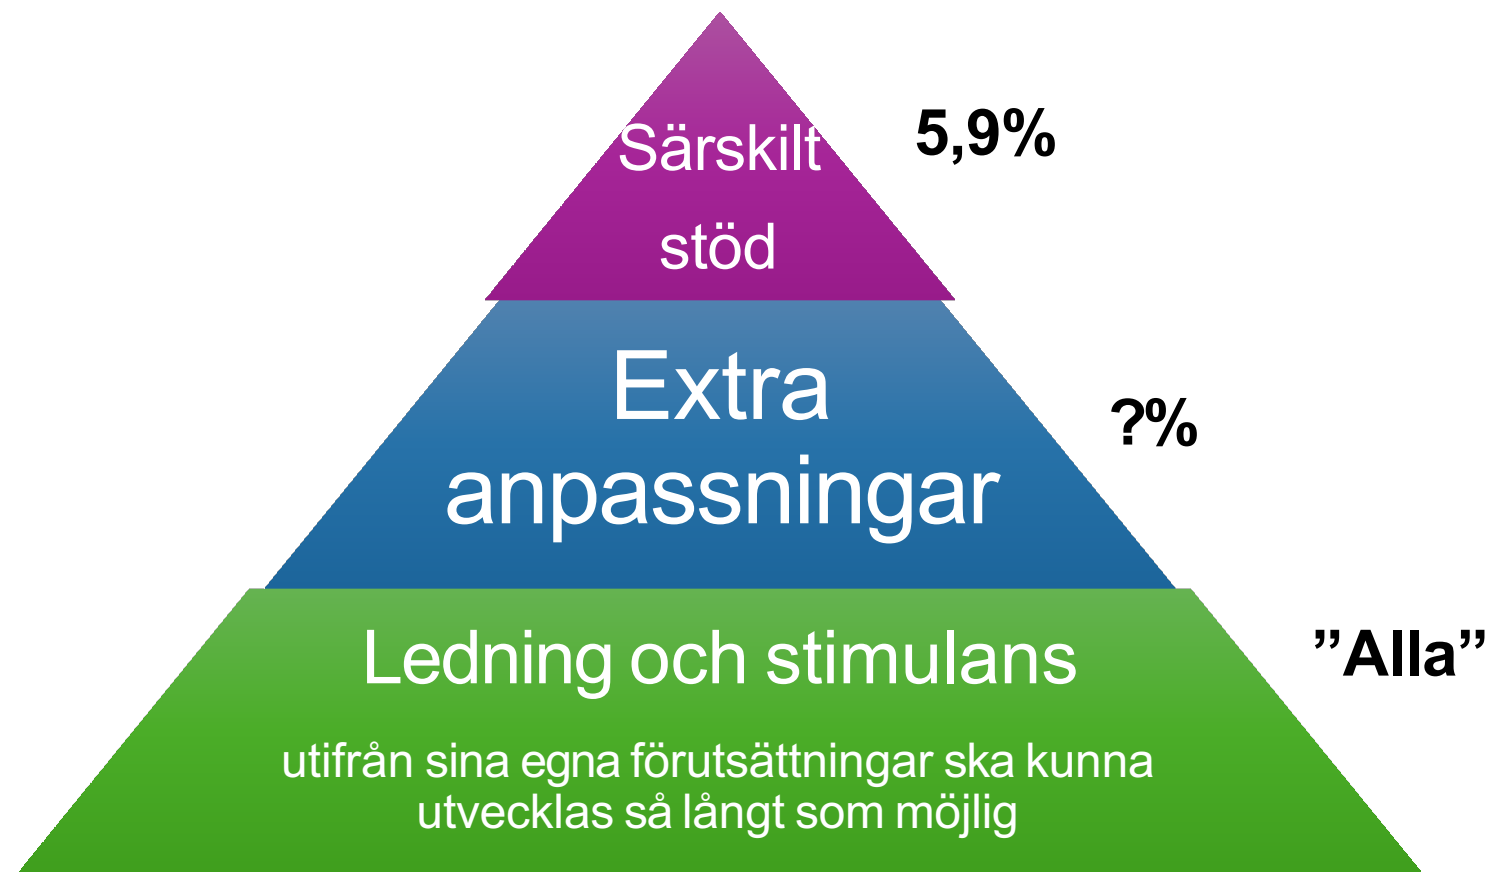 Särskilt
stöd
5,9%
Extra
anpassningar
?%
Ledning och stimulans
”Alla”
utifrån sina egna förutsättningar ska kunna
utvecklas så långt som möjlig